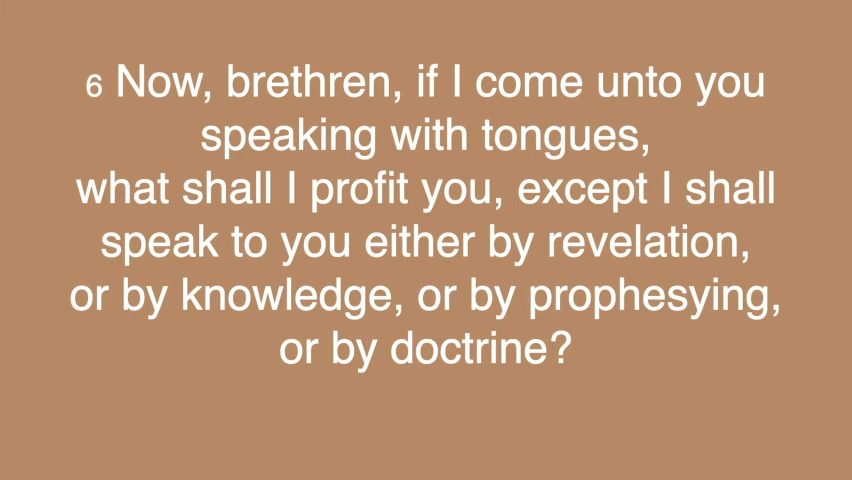 6 Now, brethren, if I come unto you
speaking with tongues,
what shall I profit you, except I shall
speak to you either by revelation,
or by knowledge, or by prophesying,
or by doctrine?